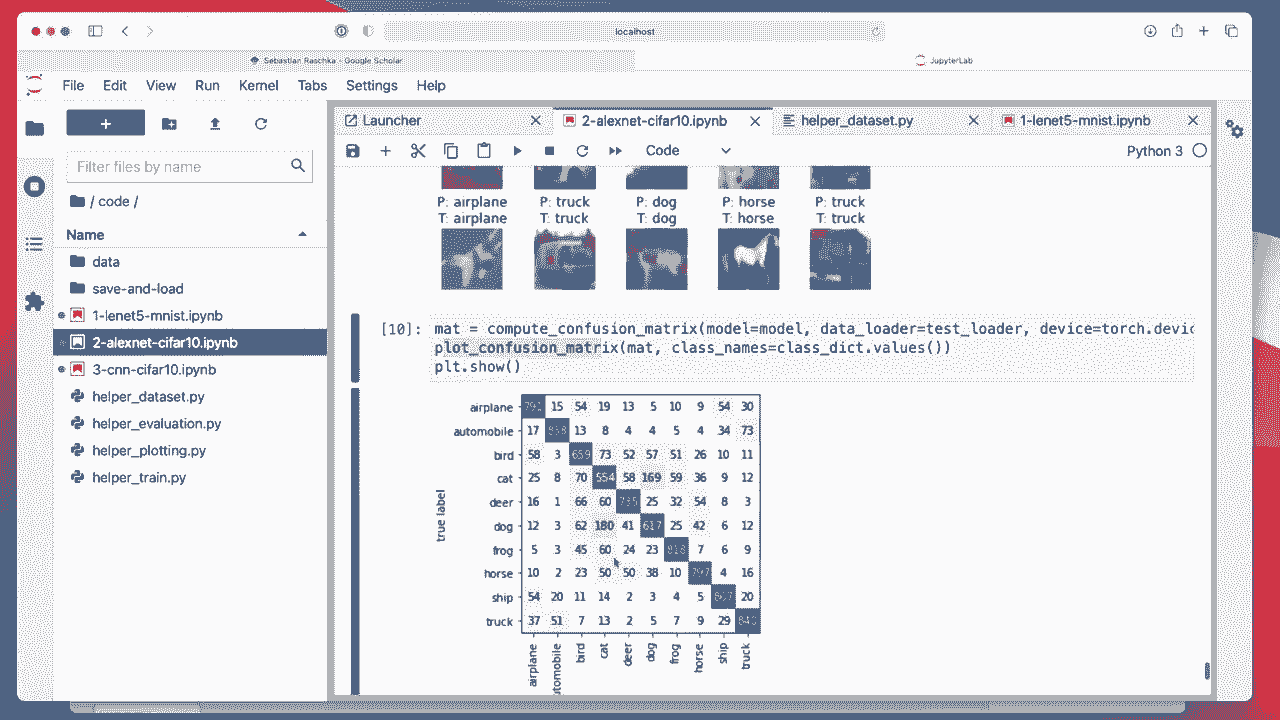 localhost
Sebastian Raschka - Google Scholar
JupyterLab
File Edit View Run Kernel Tabs Settings Help
Launcher
2-alexnet-cifar10.ipynb
helper_dataset.py
1-lenet5-mnist.ipynb
Filter files by name
Code
Python 3
/ code /
Name
data
save-and-load
1-lenet5-mnist.ipynb
2-alexnet-cifar10.ipynb
3-cnn-cifar10.ipynb
helper_dataset.py
helper_evaluation.py
helper_plotting.py
helper_train.py
P: airplane P: truck P: dog P: horse P: truck
T: airplane T: truck T: dog T: horse T: truck
[10]:
mat = compute_confusion_matrix(model=model, data_loader=test_loader, device=torch.devic
plot_confusion_matrix(mat, class_names=class_dict.values())
plt.show()
true label
airplane 791 15 54 19 13 5 10 9 54 30
automobile 17 838 13 8 4 4 5 4 34 73
bird 58 3 659 73 52 57 51 26 10 11
cat 25 8 70 554 58 169 59 36 9 12
deer 16 1 66 60 735 25 32 54 8 3
dog 12 3 62 180 41 617 25 42 6 12
frog 5 3 45 60 24 23 818 7 6 9
horse 10 2 23 50 50 38 10 797 4 16
ship 54 20 11 14 2 3 4 5 867 20
truck 37 51 7 13 2 5 7 9 29 840
airplane utomobile bird cat deer dog frog horse ship truck